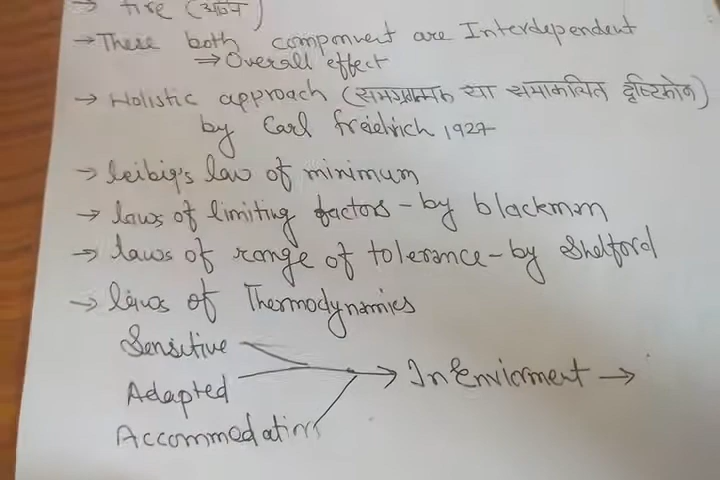 → fire (अग्नि)
→ These both component are Interdependent
⇒ Overall effect
→ Holistic approach (समग्रात्मक या समाकलित दृष्टिकोण)
by Carl friedrich 1927
→ leibig's law of minimum
→ laws of limiting factors - by blackmm
→ laws of range of tolerance - by Shelford
→ laws of Thermodynamics
Sensitive
Adapted → In Envirment →
Accommodation